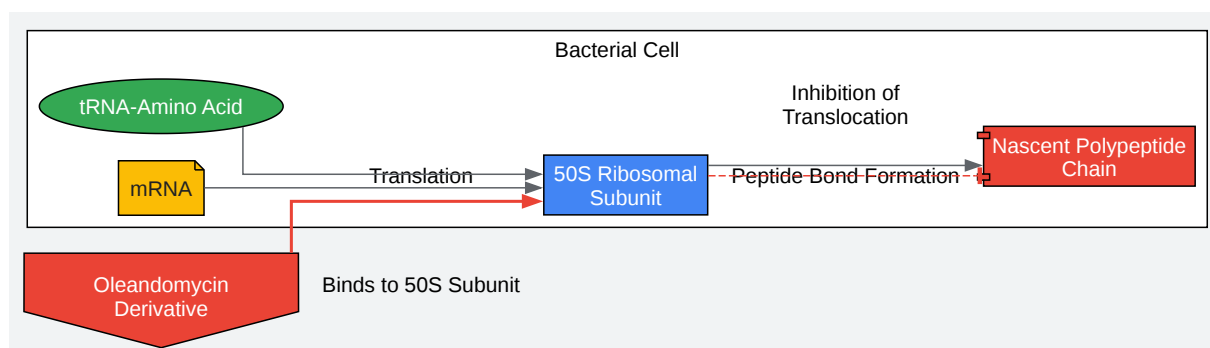 Bacterial Cell
tRNA-Amino Acid
Inhibition of
Translocation
Nascent Polypeptide
Chain
mRNA
Translation
50S Ribosomal
Subunit
Peptide Bond Formation
Oleandomycin
Derivative
Binds to 50S Subunit